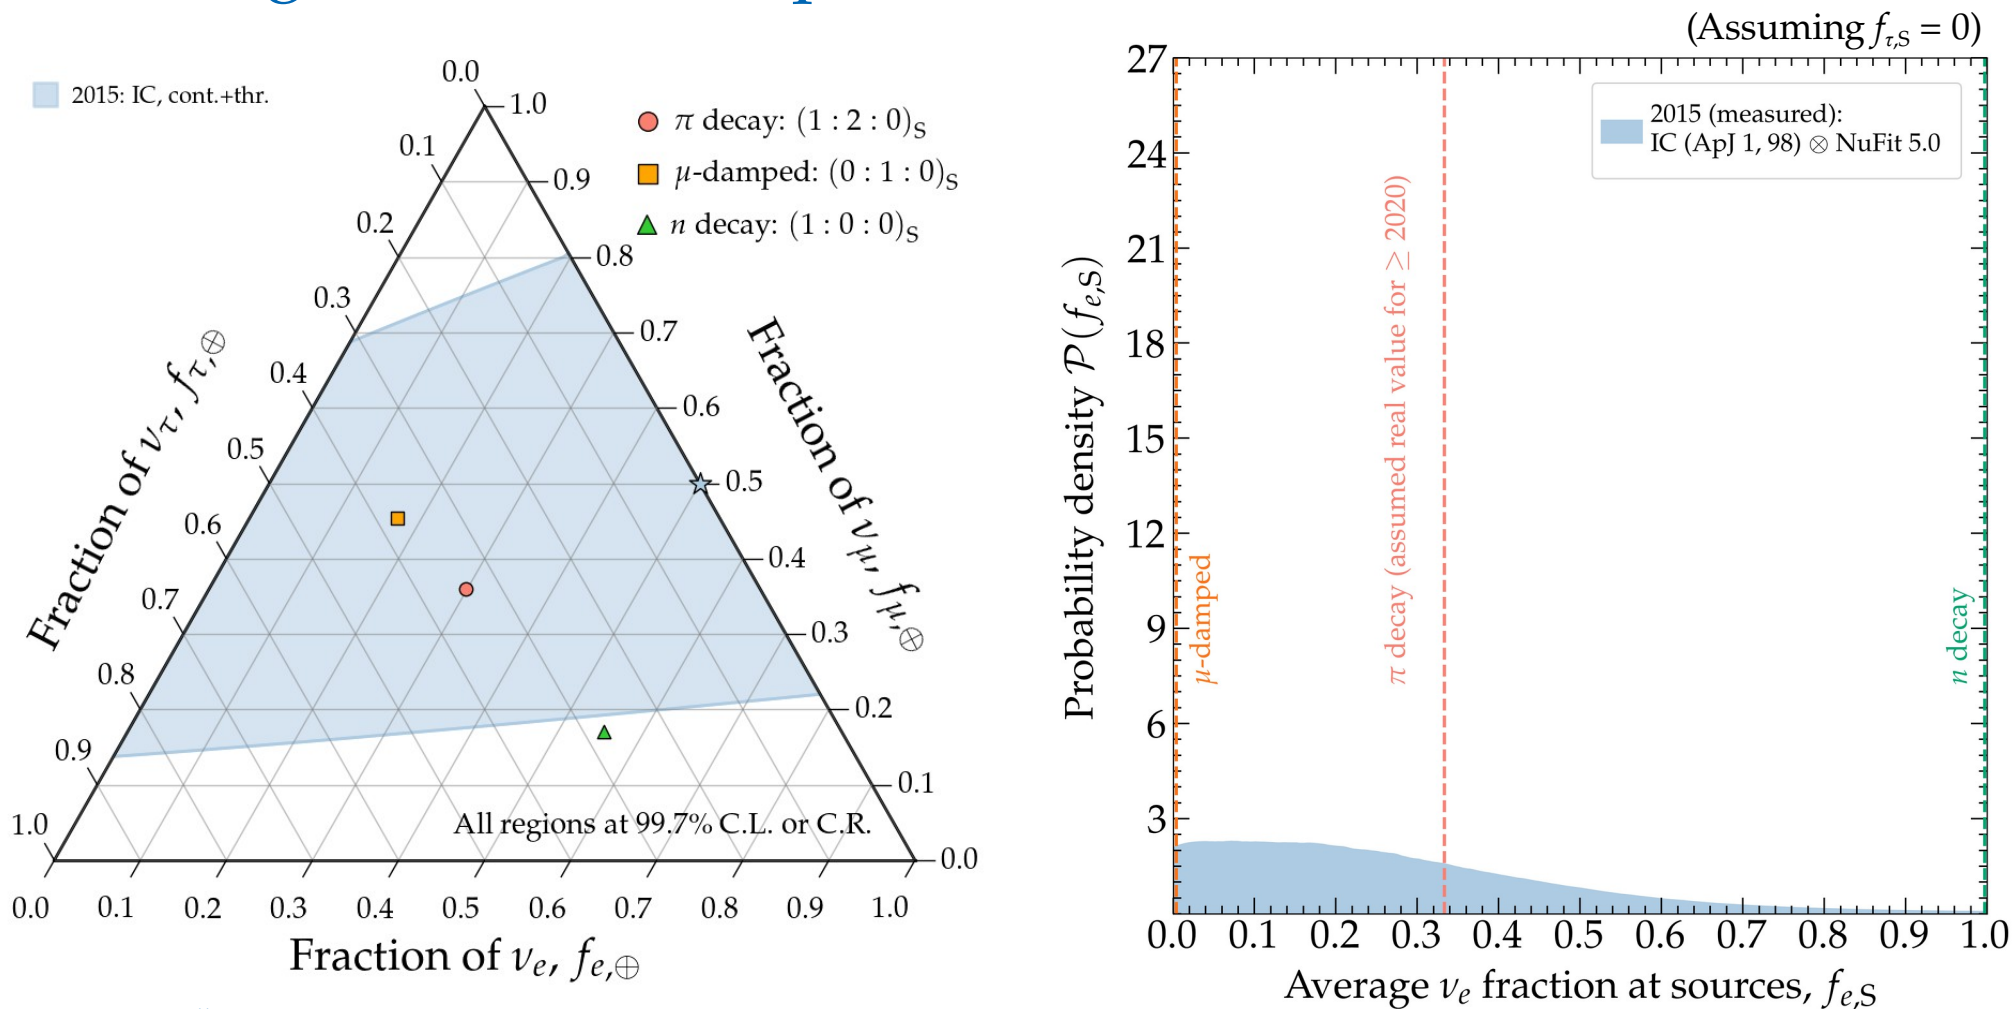 2015: IC, cont.+thr.
π decay: (1 : 2 : 0)S
μ-damped: (0 : 1 : 0)S
n decay: (1 : 0 : 0)S
0.0
0.1
0.2
0.3
0.4
0.5
0.6
0.7
0.8
0.9
1.0
Fraction of ντ, fτ,⊕
1.0
0.9
0.8
0.7
0.6
0.5
0.4
0.3
0.2
0.1
0.0
Fraction of νμ, fμ,⊕
All regions at 99.7% C.L. or C.R.
0.0 0.1 0.2 0.3 0.4 0.5 0.6 0.7 0.8 0.9 1.0
Fraction of νe, fe,⊕
(Assuming fτ,S = 0)
2015 (measured):
IC (ApJ 1, 98) ⊗ NuFit 5.0
27
24
21
18
15
12
9
6
3
Probability density P(fe,S)
μ-damped
π decay (assumed real value for ≥ 2020)
n decay
0.0 0.1 0.2 0.3 0.4 0.5 0.6 0.7 0.8 0.9 1.0
Average νe fraction at sources, fe,S